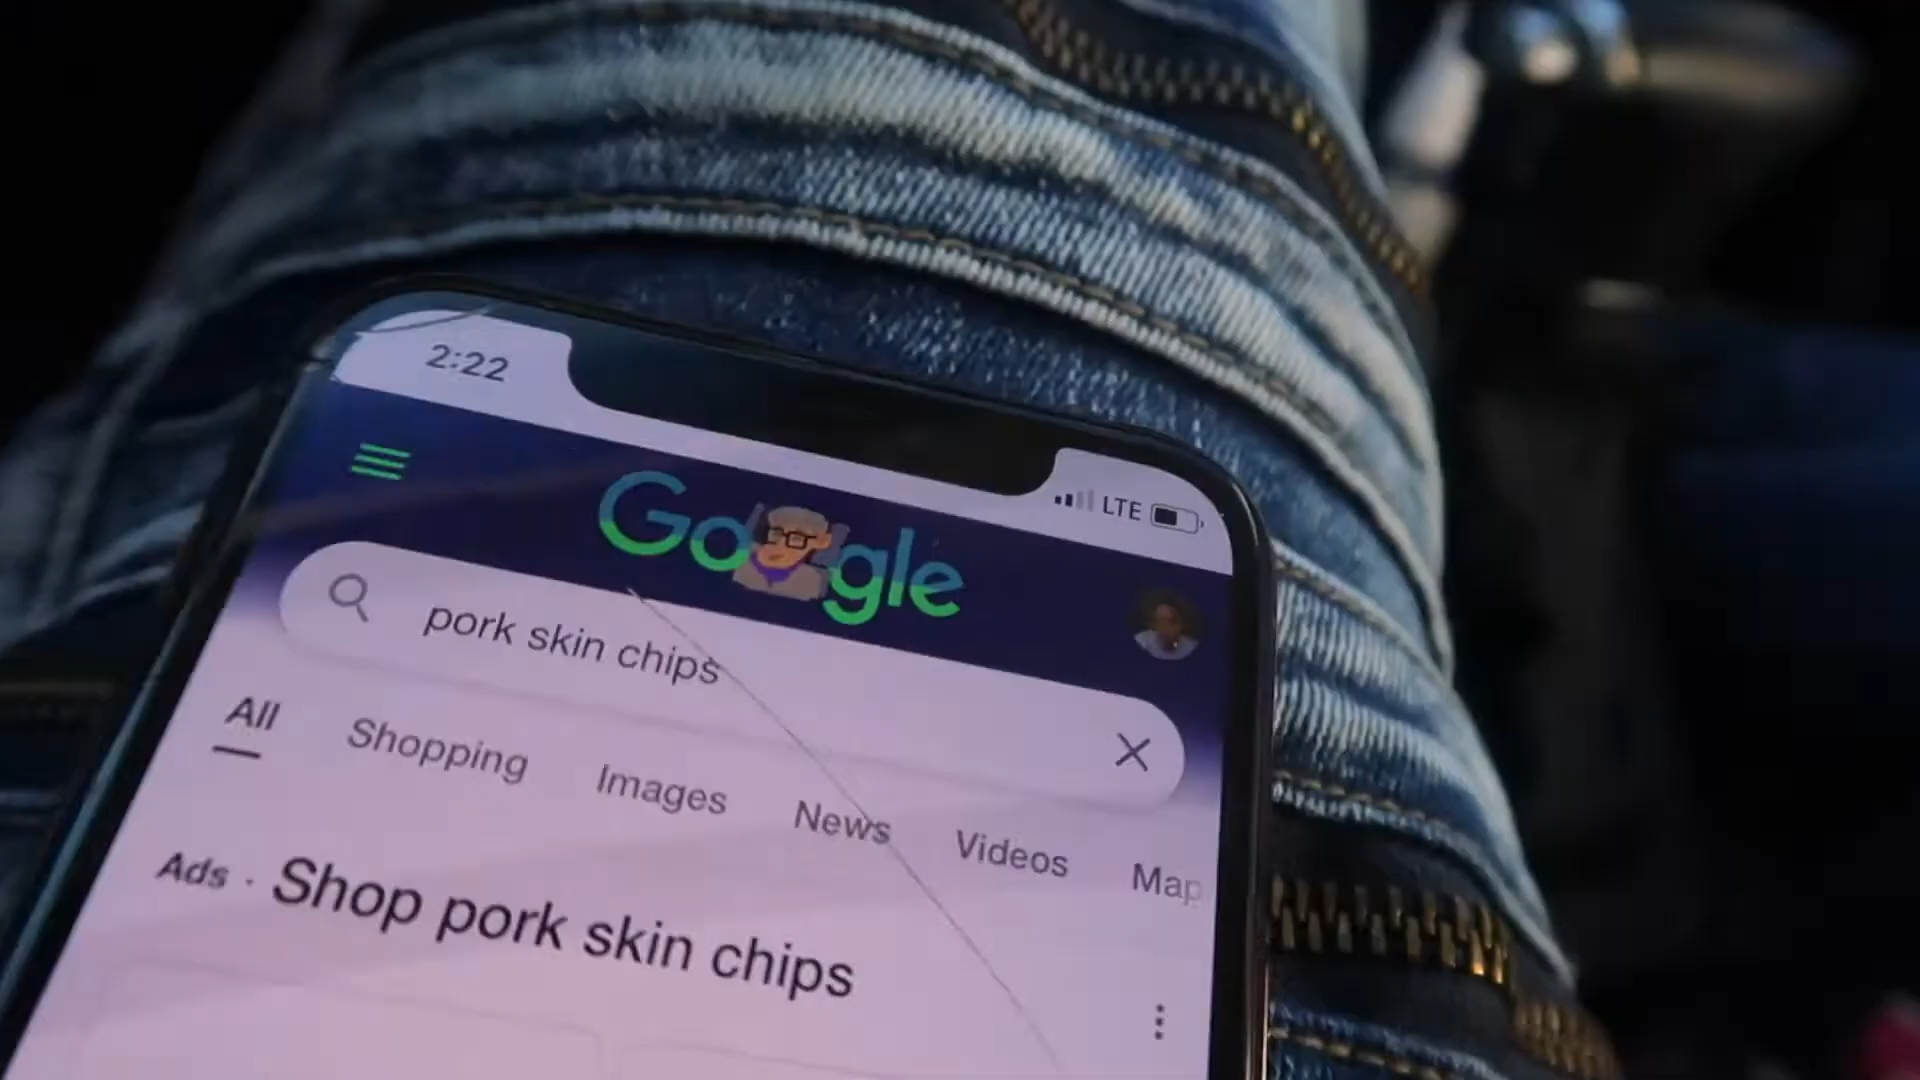 2:22
LTE
Google
pork skin chips
All Shopping Images News Videos Map
Ads · Shop pork skin chips